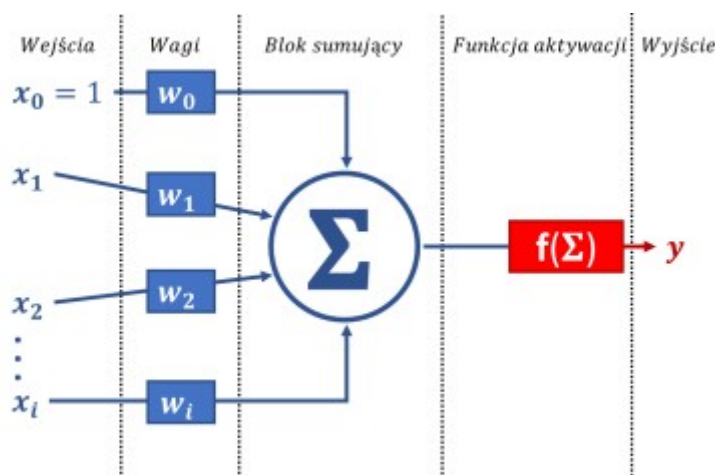 Wejścia
Wagi
Blok sumujący
Funkcja aktywacji
Wyjście
x₀ = 1
w₀
x₁
w₁
Σ
f(Σ)
y
x₂
w₂
xᵢ
wᵢ